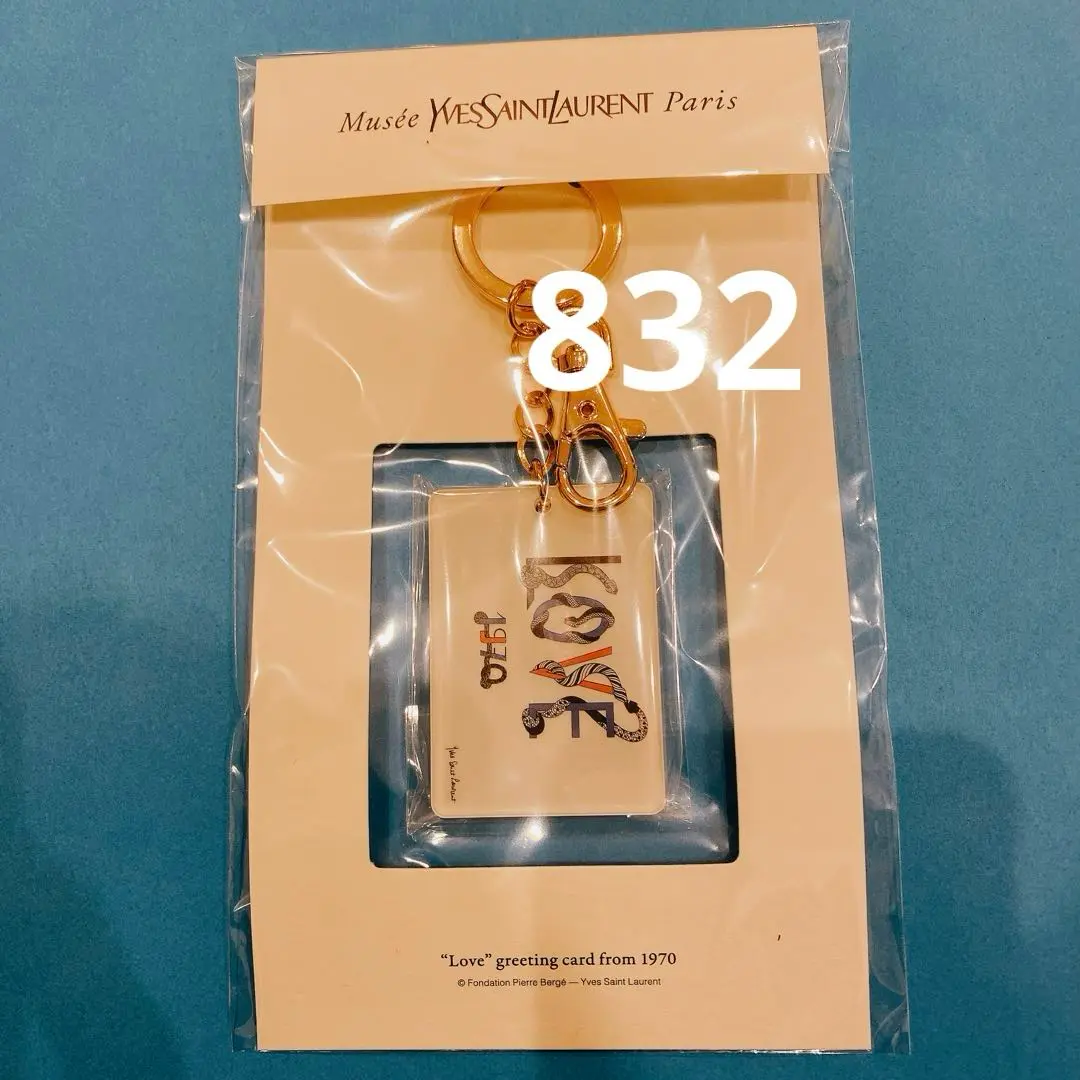 Musée YVESSAINTLAURENT Paris
832
LOVE
1970
Yves Saint Laurent
“Love” greeting card from 1970
© Fondation Pierre Bergé — Yves Saint Laurent